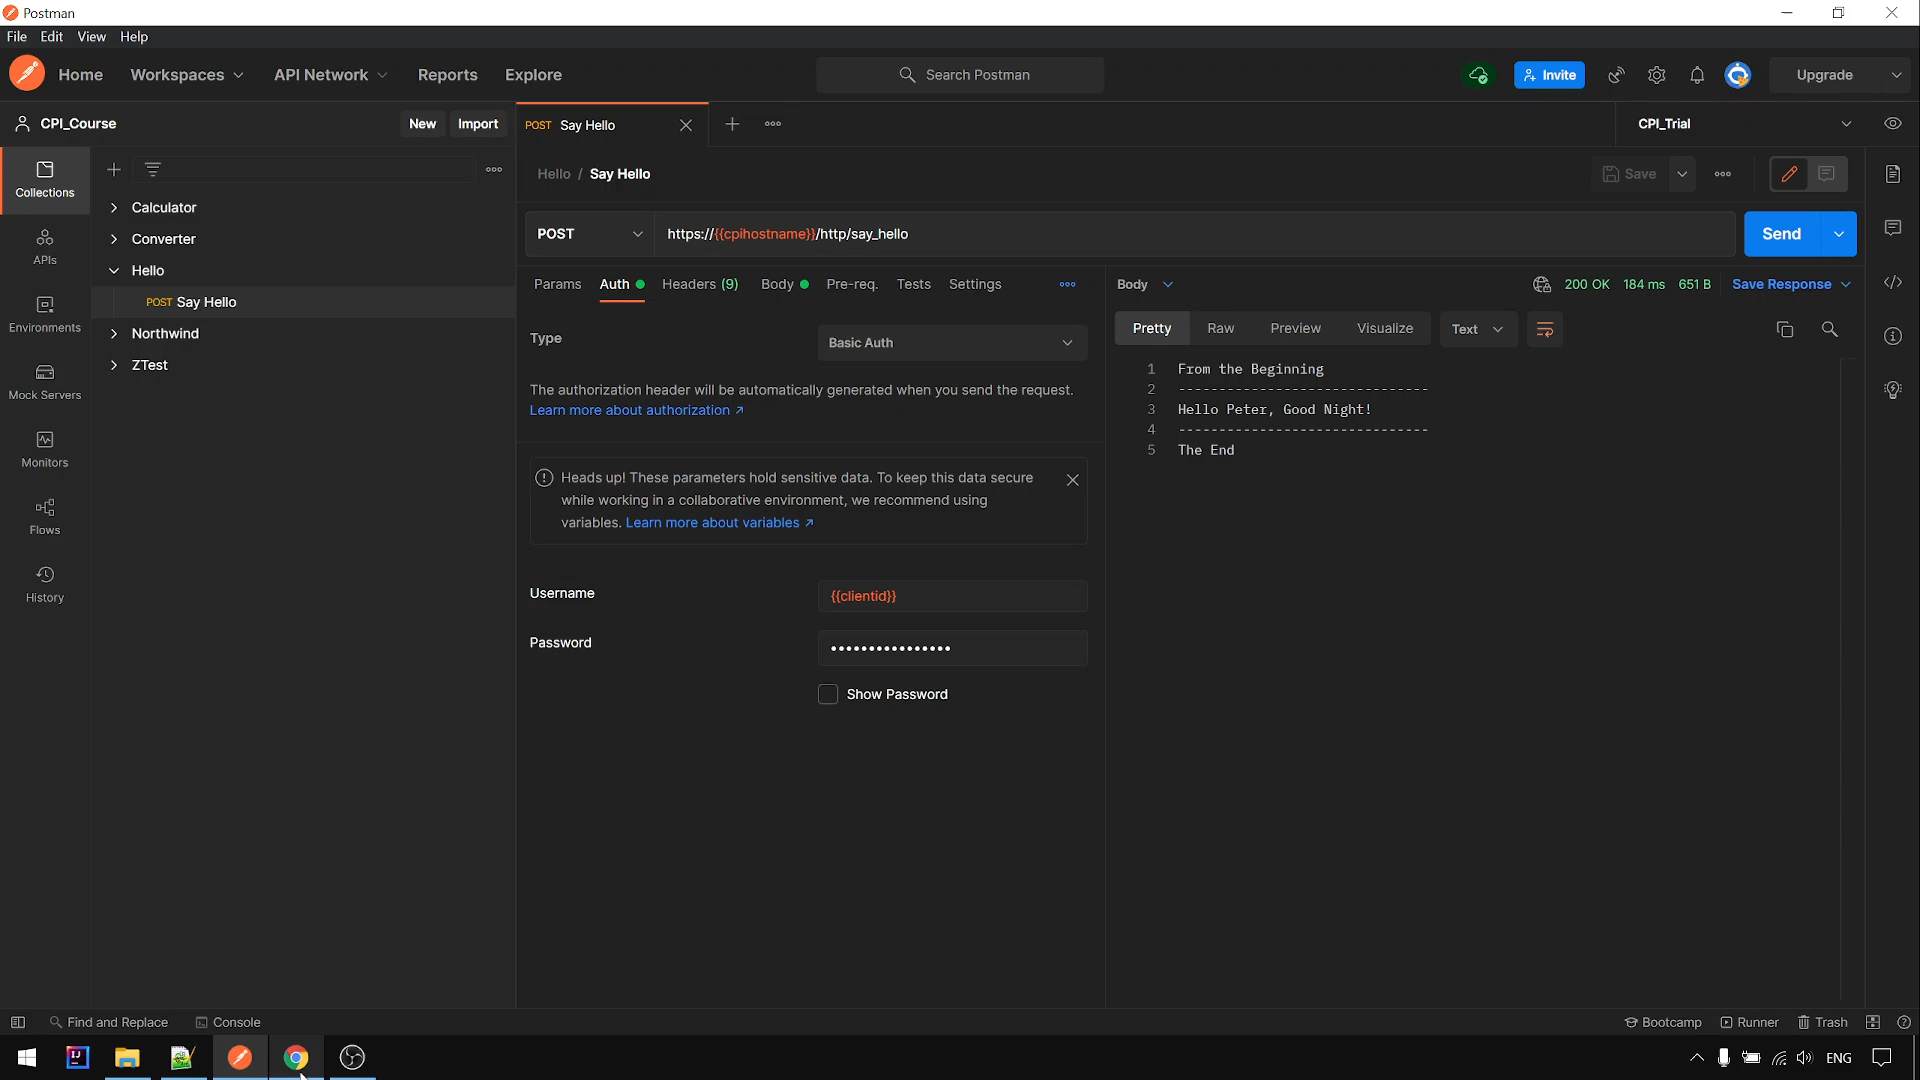 Postman
File Edit View Help
Home Workspaces API Network Reports Explore Search Postman Invite Upgrade
CPI_Course New Import POST Say Hello CPI_Trial
Hello / Say Hello Save
Collections
APIs
Environments
Mock Servers
Monitors
Flows
History
Calculator
Converter
Hello
POST Say Hello
Northwind
ZTest
POST https://{{cpihostname}}/http/say_hello Send
Params Auth Headers (9) Body Pre-req. Tests Settings
Type Basic Auth
The authorization header will be automatically generated when you send the request.
Learn more about authorization ↗
Heads up! These parameters hold sensitive data. To keep this data secure
while working in a collaborative environment, we recommend using
variables. Learn more about variables ↗
Username {{clientid}}
Password ••••••••••••••••
Show Password
Body 200 OK 184 ms 651 B Save Response
Pretty Raw Preview Visualize Text
1 From the Beginning
2 -------------------------------
3 Hello Peter, Good Night!
4 -------------------------------
5 The End
Find and Replace Console Bootcamp Runner Trash
ENG